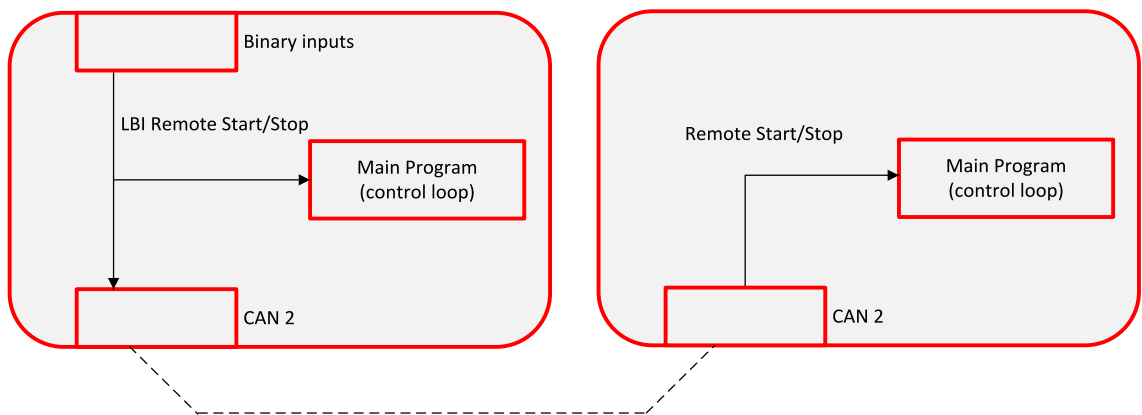 Binary inputs
LBI Remote Start/Stop
Main Program
(control loop)
CAN 2
Remote Start/Stop
Main Program
(control loop)
CAN 2